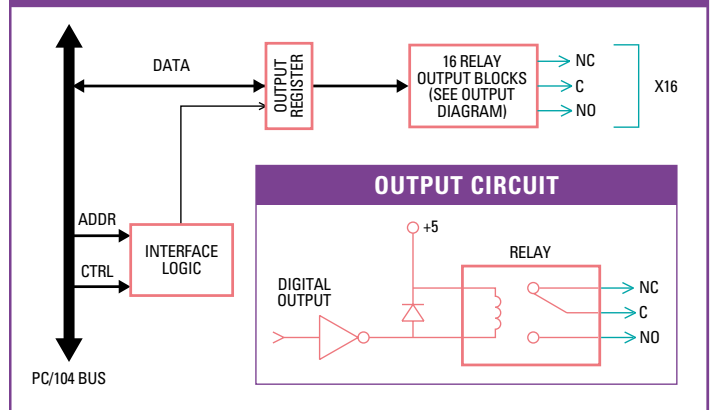 DATA
OUTPUT
REGISTER
16 RELAY
OUTPUT BLOCKS
(SEE OUTPUT
DIAGRAM)
NC
C
NO
X16
ADDR
CTRL
INTERFACE
LOGIC
PC/104 BUS
OUTPUT CIRCUIT
+5
RELAY
DIGITAL
OUTPUT
NC
C
NO